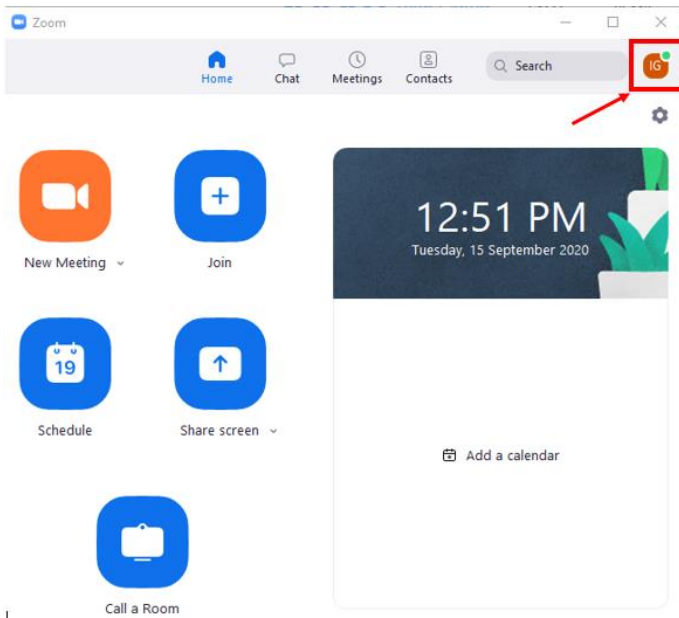 Zoom
Home
Chat
Meetings
Contacts
Search
IG
New Meeting
Join
12:51 PM
Tuesday, 15 September 2020
19
Schedule
Share screen
Add a calendar
Call a Room